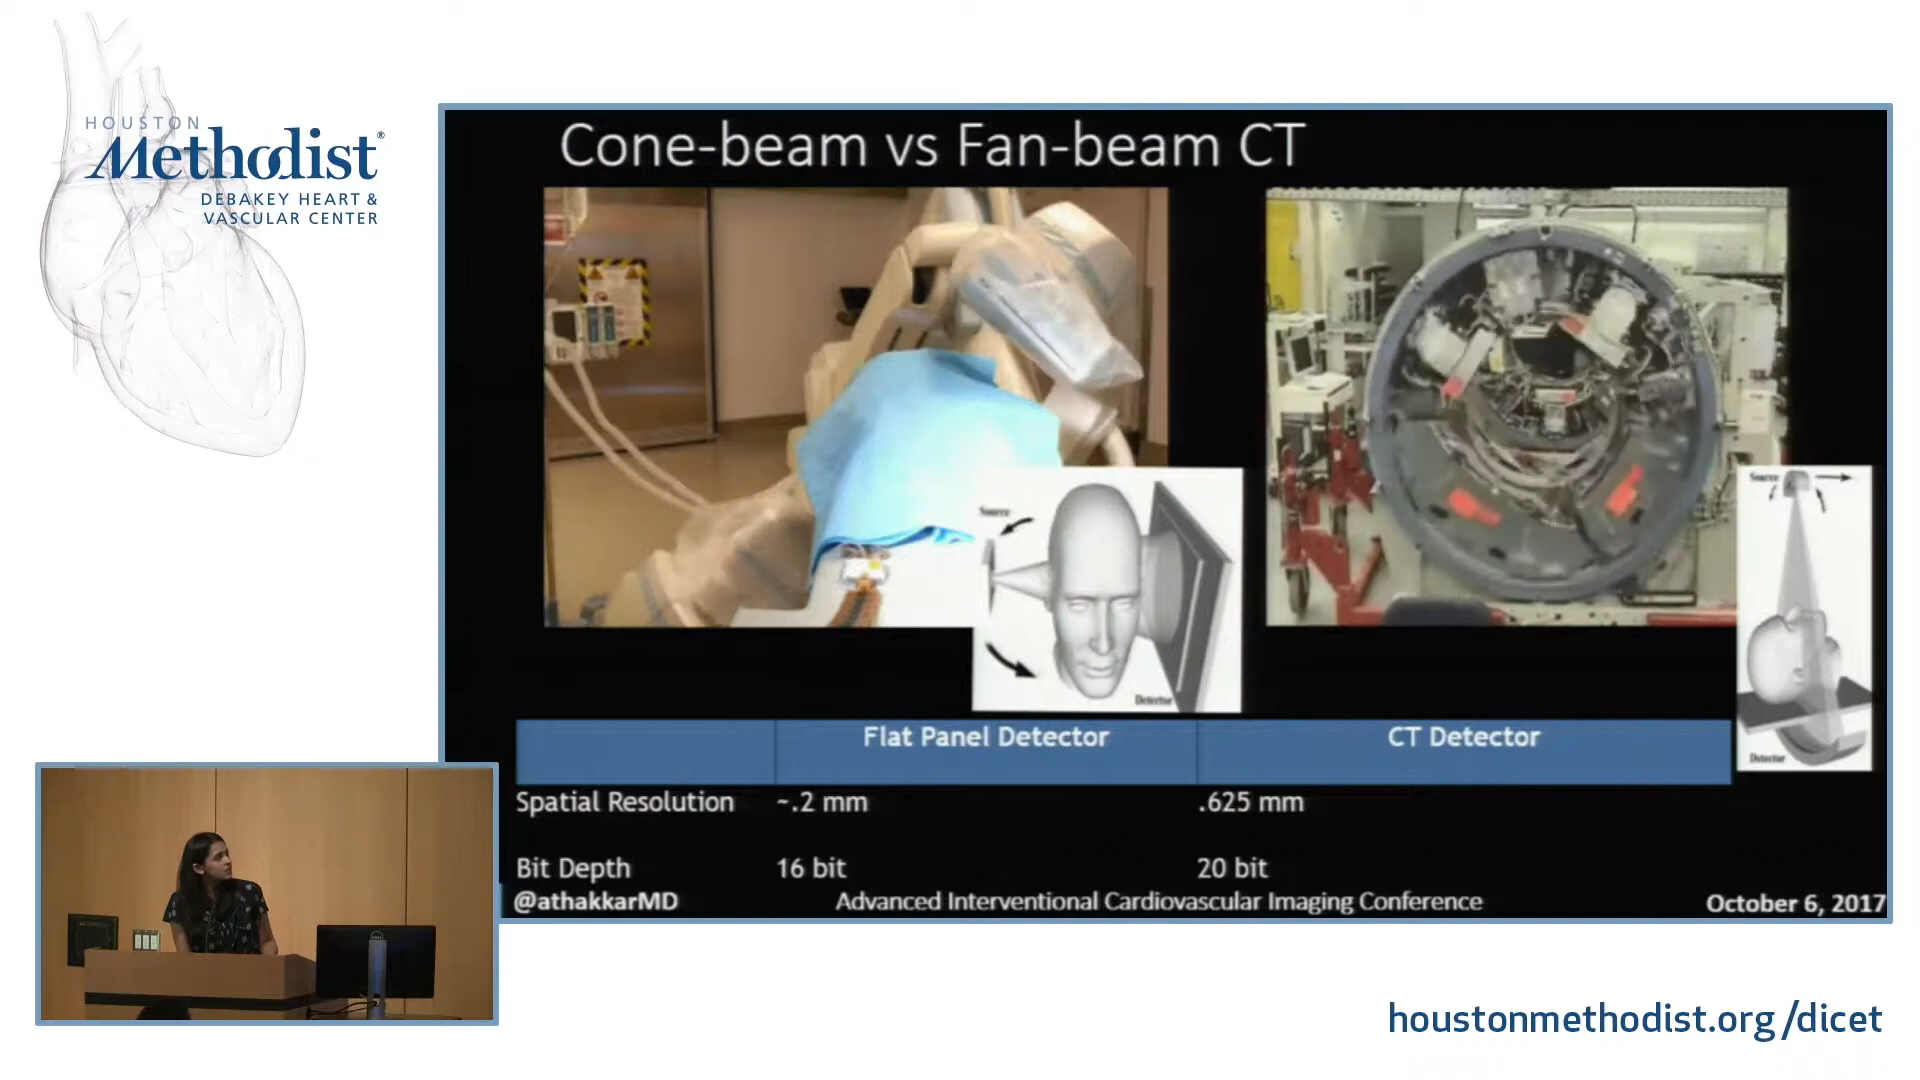 HOUSTON
Methodist®
DEBAKEY HEART &
VASCULAR CENTER
Cone-beam vs Fan-beam CT
Source
Detector
Source
Detector
Flat Panel Detector CT Detector
Spatial Resolution ~.2 mm .625 mm
Bit Depth 16 bit 20 bit
@athakkarMD Advanced Interventional Cardiovascular Imaging Conference October 6, 2017
houstonmethodist.org/dicet